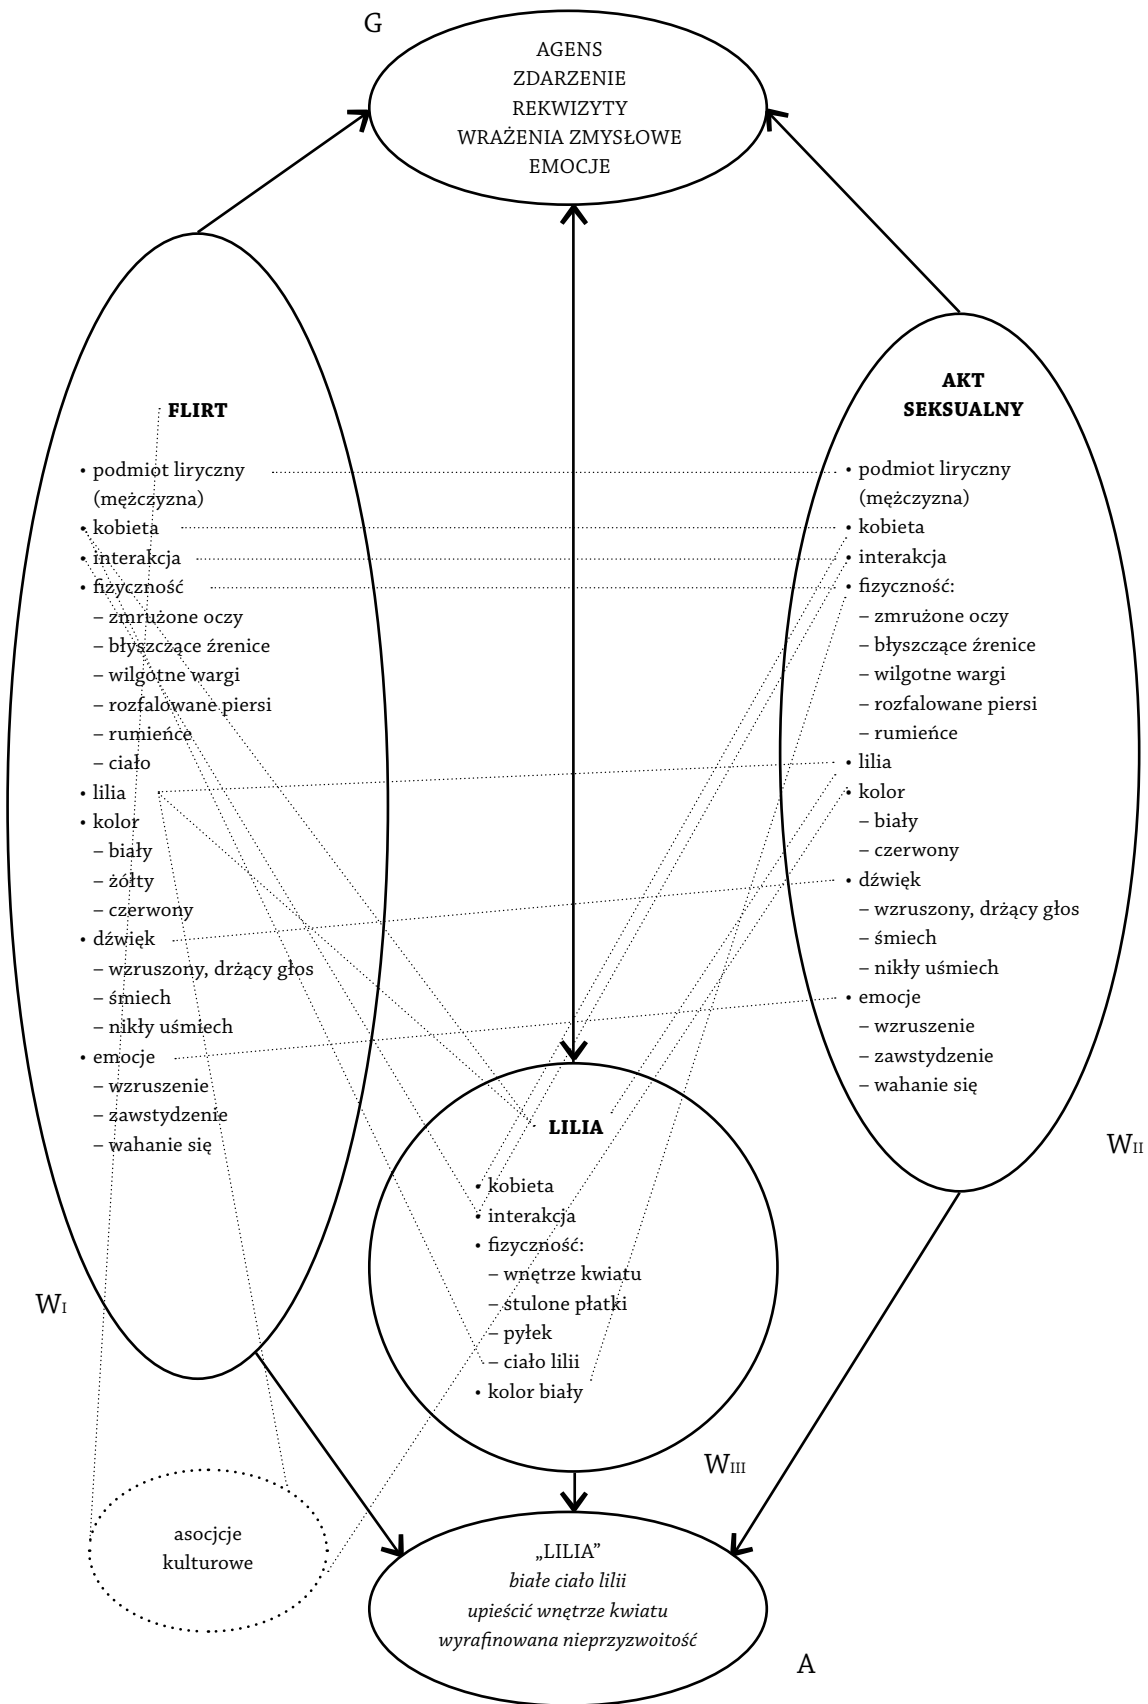 G
AGENS
ZDARZENIE
REKWIZYTY
WRAŻENIA ZMYSŁOWE
EMOCJE
FLIRT
• podmiot liryczny
(mężczyzna)
• kobieta
• interakcja
• fizyczność
– zmrużone oczy
– błyszczące źrenice
– wilgotne wargi
– rozfalowane piersi
– rumieńce
– ciało
• lilia
• kolor
– biały
– żółty
– czerwony
• dźwięk
– wzruszony, drżący głos
– śmiech
– nikły uśmiech
• emocje
– wzruszenie
– zawstydzenie
– wahanie się
WI
AKT
SEKSUALNY
• podmiot liryczny
(mężczyzna)
• kobieta
• interakcja
• fizyczność:
– zmrużone oczy
– błyszczące źrenice
– wilgotne wargi
– rozfalowane piersi
– rumieńce
• lilia
• kolor
– biały
– czerwony
• dźwięk
– wzruszony, drżący głos
– śmiech
– nikły uśmiech
• emocje
– wzruszenie
– zawstydzenie
– wahanie się
WII
LILIA
• kobieta
• interakcja
• fizyczność:
– wnętrze kwiatu
– stulone płatki
– pyłek
– ciało lilii
• kolor biały
WIII
asocjcje
kulturowe
„LILIA”
białe ciało lilii
upieścić wnętrze kwiatu
wyrafinowana nieprzyzwoitość
A